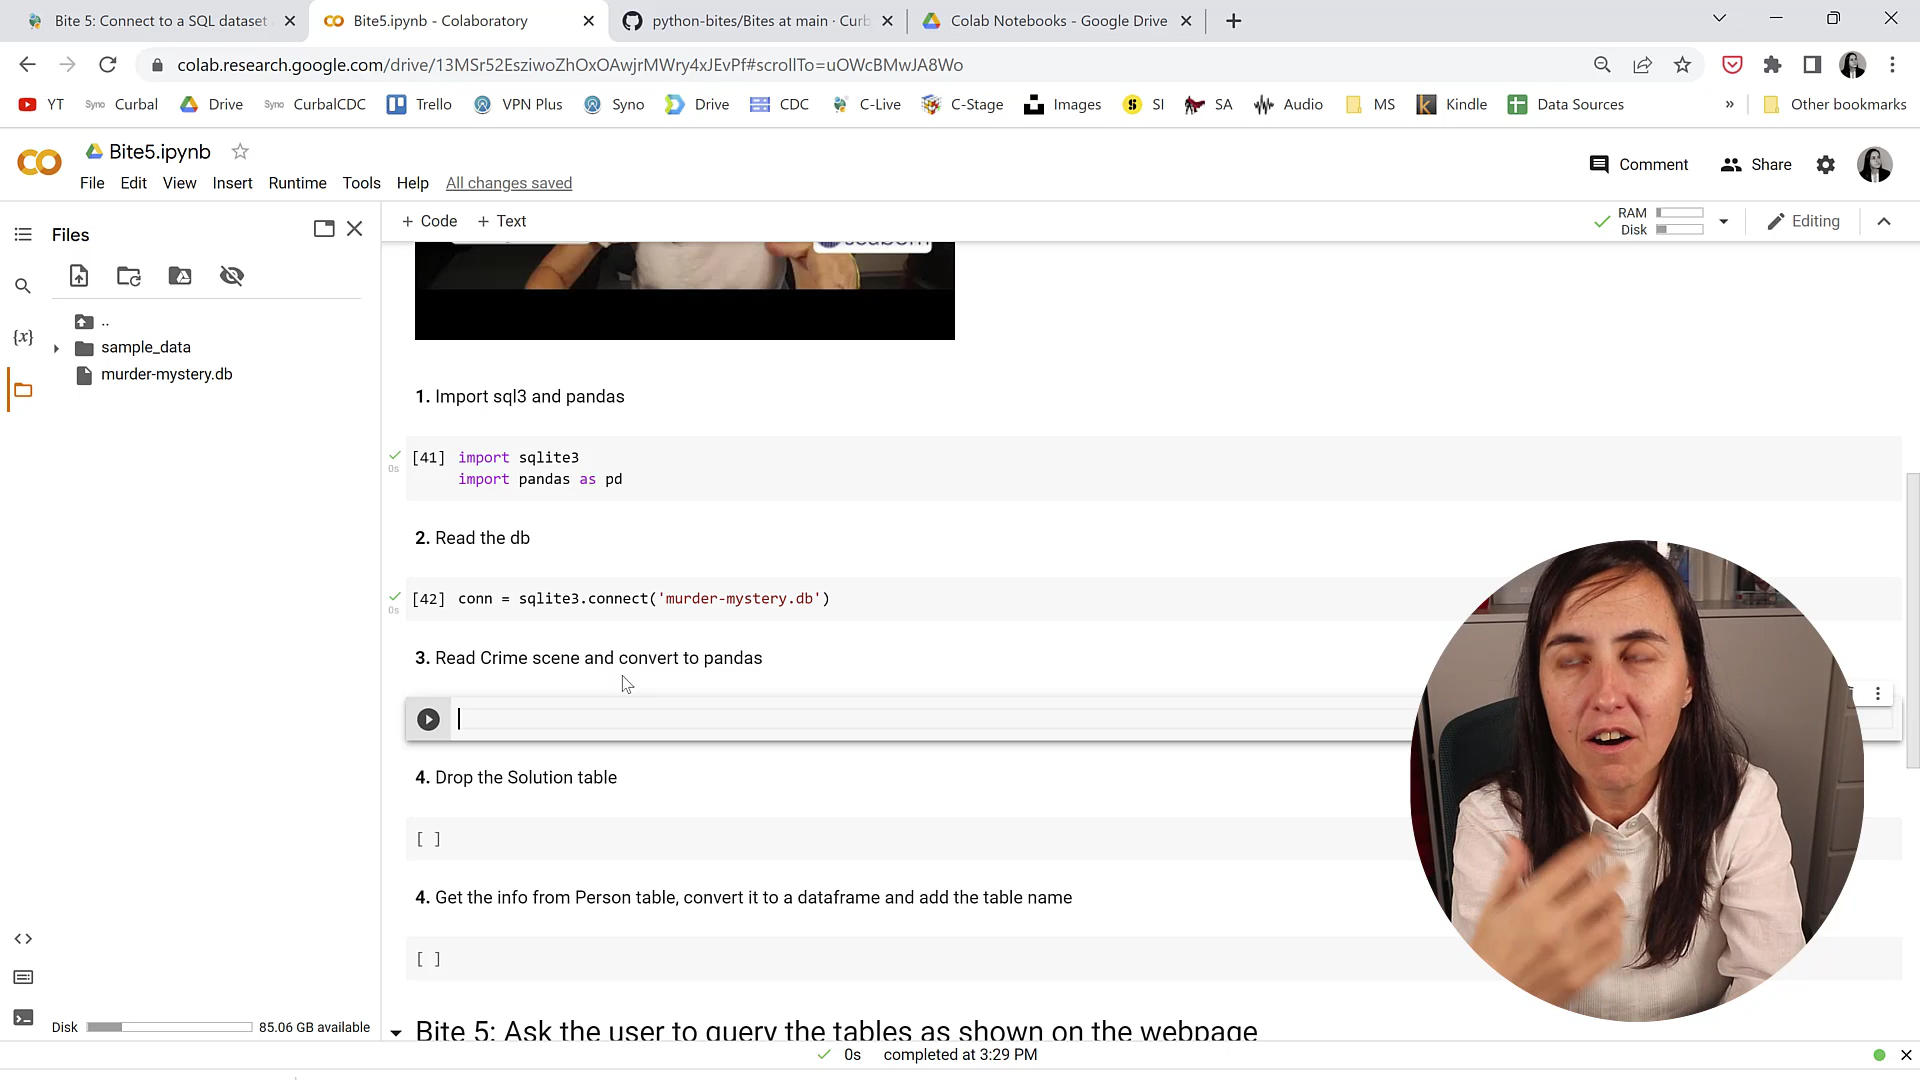 Bite 5: Connect to a SQL dataset
Bite5.ipynb - Colaboratory
python-bites/Bites at main · Curb
Colab Notebooks - Google Drive
colab.research.google.com/drive/13MSr52EsziwoZhOxOAwjrMWry4xJEvPf#scrollTo=uOWcBMwJA8Wo
YT
Syno Curbal
Drive
Syno CurbalCDC
Trello
VPN Plus
Syno
Drive
CDC
C-Live
C-Stage
Images
SI
SA
Audio
MS
Kindle
Data Sources
»
Other bookmarks
CO
Bite5.ipynb
File Edit View Insert Runtime Tools Help All changes saved
Comment
Share
Files
+ Code + Text
RAM
Disk
Editing
{x}
..
sample_data
murder-mystery.db
seaborn
1. Import sql3 and pandas
0s
[41] import sqlite3
import pandas as pd
2. Read the db
0s
[42] conn = sqlite3.connect('murder-mystery.db')
3. Read Crime scene and convert to pandas
4. Drop the Solution table
[ ]
4. Get the info from Person table, convert it to a dataframe and add the table name
[ ]
Bite 5: Ask the user to query the tables as shown on the webpage
Disk 85.06 GB available
0s completed at 3:29 PM